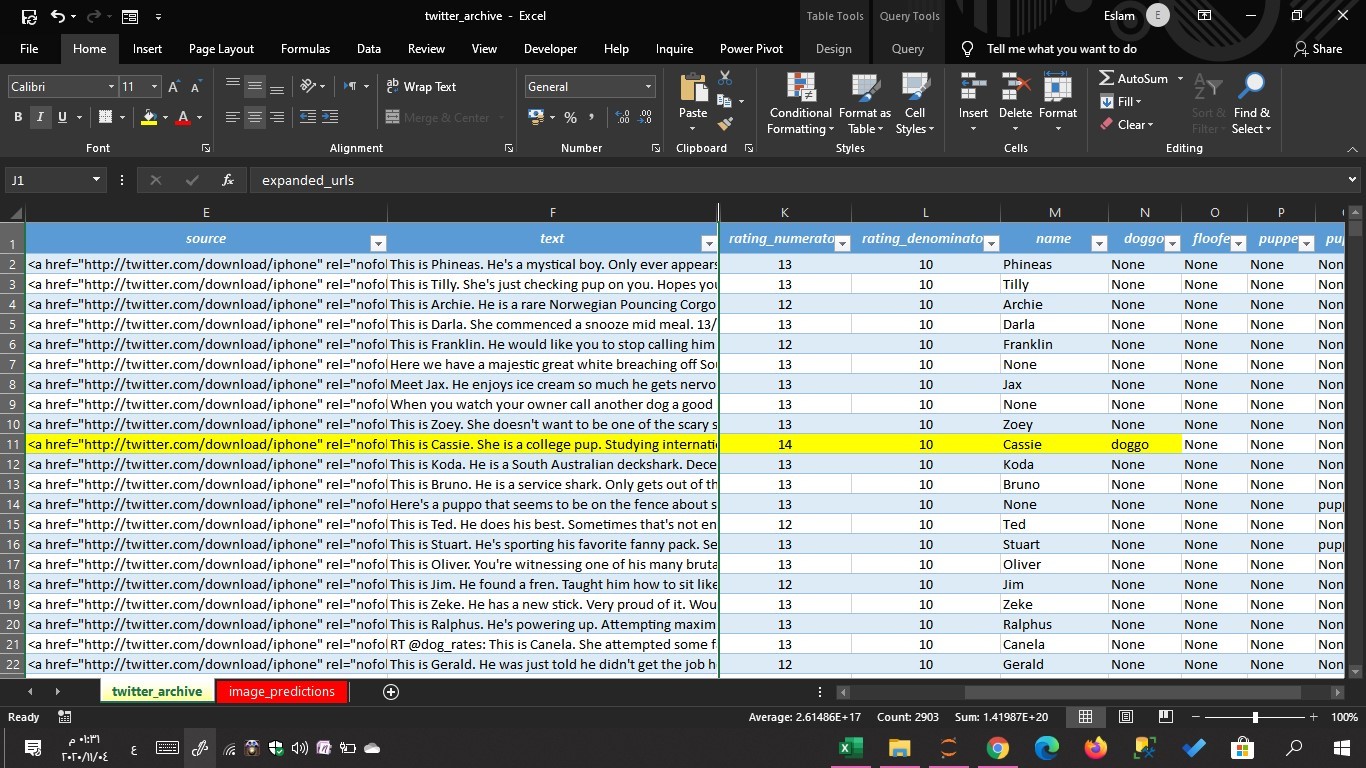 twitter_archive - Excel
Table Tools
Query Tools
Eslam
E
File
Home
Insert
Page Layout
Formulas
Data
Review
View
Developer
Help
Inquire
Power Pivot
Design
Query
Tell me what you want to do
Share
Calibri
11
ab Wrap Text
General
Paste
Conditional Formatting
Format as Table
Cell Styles
Insert
Delete
Format
AutoSum
Fill
Clear
Sort & Filter
Find & Select
B I U
Merge & Center
Font
Alignment
Number
Clipboard
Styles
Cells
Editing
J1
fx
expanded_urls
E F K L M N O P
1 source text rating_numerato rating_denominato name doggo floofe puppe pup
2 <a href="http://twitter.com/download/iphone" rel="nofol This is Phineas. He's a mystical boy. Only ever appears 13 10 Phineas None None None Non
3 <a href="http://twitter.com/download/iphone" rel="nofol This is Tilly. She's just checking pup on you. Hopes you 13 10 Tilly None None None Non
4 <a href="http://twitter.com/download/iphone" rel="nofol This is Archie. He is a rare Norwegian Pouncing Corgo 12 10 Archie None None None Non
5 <a href="http://twitter.com/download/iphone" rel="nofol This is Darla. She commenced a snooze mid meal. 13/ 13 10 Darla None None None Non
6 <a href="http://twitter.com/download/iphone" rel="nofol This is Franklin. He would like you to stop calling him 12 10 Franklin None None None Non
7 <a href="http://twitter.com/download/iphone" rel="nofol Here we have a majestic great white breaching off Sou 13 10 None None None None Non
8 <a href="http://twitter.com/download/iphone" rel="nofol Meet Jax. He enjoys ice cream so much he gets nervo 13 10 Jax None None None Non
9 <a href="http://twitter.com/download/iphone" rel="nofol When you watch your owner call another dog a good 13 10 None None None None Non
10 <a href="http://twitter.com/download/iphone" rel="nofol This is Zoey. She doesn't want to be one of the scary s 13 10 Zoey None None None Non
11 <a href="http://twitter.com/download/iphone" rel="nofol This is Cassie. She is a college pup. Studying internati 14 10 Cassie doggo None None Non
12 <a href="http://twitter.com/download/iphone" rel="nofol This is Koda. He is a South Australian deckshark. Dece 13 10 Koda None None None Non
13 <a href="http://twitter.com/download/iphone" rel="nofol This is Bruno. He is a service shark. Only gets out of th 13 10 Bruno None None None Non
14 <a href="http://twitter.com/download/iphone" rel="nofol Here's a puppo that seems to be on the fence about s 13 10 None None None None pupp
15 <a href="http://twitter.com/download/iphone" rel="nofol This is Ted. He does his best. Sometimes that's not en 12 10 Ted None None None Non
16 <a href="http://twitter.com/download/iphone" rel="nofol This is Stuart. He's sporting his favorite fanny pack. Se 13 10 Stuart None None None pupp
17 <a href="http://twitter.com/download/iphone" rel="nofol This is Oliver. You're witnessing one of his many bruta 13 10 Oliver None None None Non
18 <a href="http://twitter.com/download/iphone" rel="nofol This is Jim. He found a fren. Taught him how to sit like 12 10 Jim None None None Non
19 <a href="http://twitter.com/download/iphone" rel="nofol This is Zeke. He has a new stick. Very proud of it. Wou 13 10 Zeke None None None Non
20 <a href="http://twitter.com/download/iphone" rel="nofol This is Ralphus. He's powering up. Attempting maxim 13 10 Ralphus None None None Non
21 <a href="http://twitter.com/download/iphone" rel="nofol RT @dog_rates: This is Canela. She attempted some f 13 10 Canela None None None Non
22 <a href="http://twitter.com/download/iphone" rel="nofol This is Gerald. He was just told he didn't get the job h 12 10 Gerald None None None Non
twitter_archive
image_predictions
Ready
Average: 2.61486E+17
Count: 2903
Sum: 1.41987E+20
100%
٠١:٣١ م
٢٠٢٠/١١/٠٤
ع